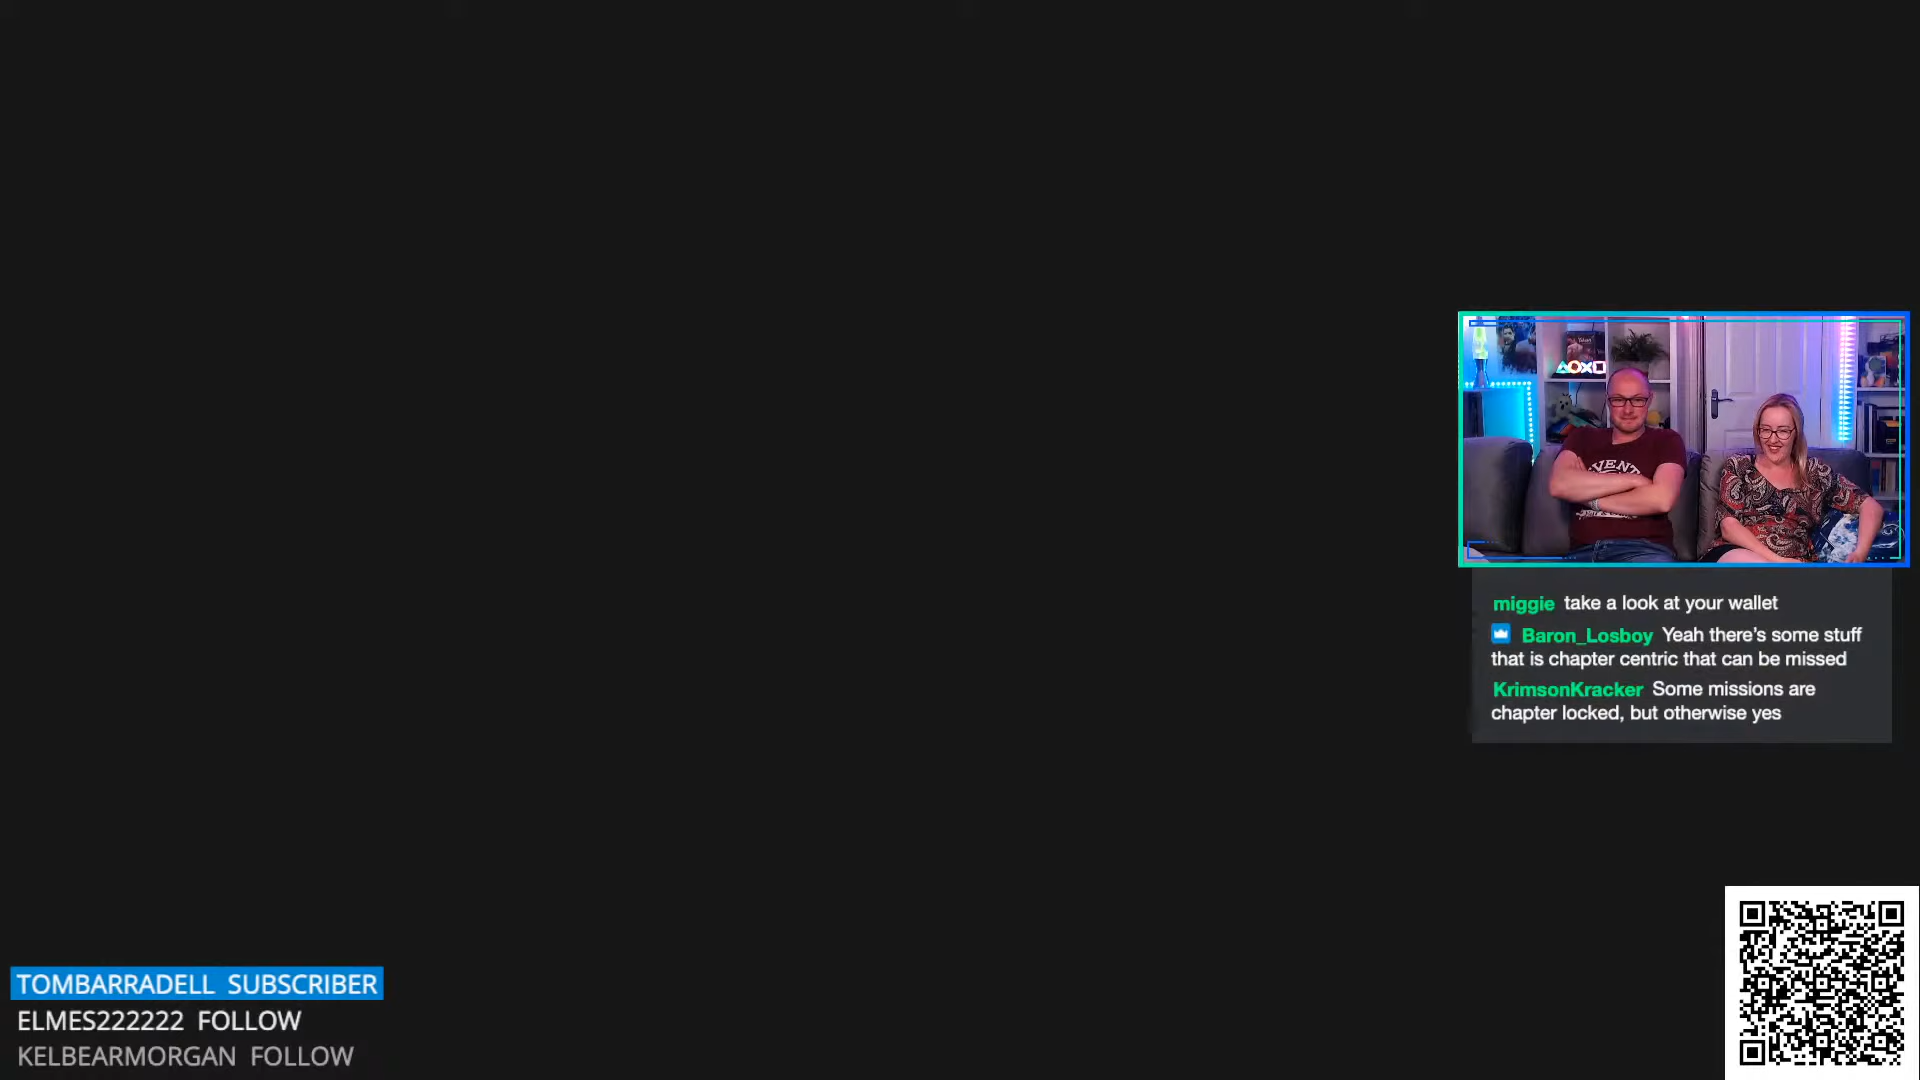 VENT
miggie take a look at your wallet
Baron_Losboy Yeah there's some stuff
that is chapter centric that can be missed
KrimsonKracker Some missions are
chapter locked, but otherwise yes
TOMBARRADELL SUBSCRIBER
ELMES222222 FOLLOW
KELBEARMORGAN FOLLOW